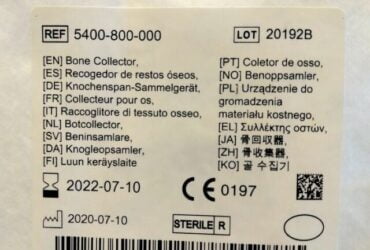 REF 5400-800-000
LOT 20192B
[EN] Bone Collector,
[ES] Recogedor de restos óseos,
[DE] Knochenspan-Sammelgerät,
[FR] Collecteur pour os,
[IT] Raccoglitore di tessuto osseo,
[NL] Botcollector,
[SV] Beninsamlare,
[DA] Knogleopsamler,
[FI] Luun keräyslaite
[PT] Coletor de osso,
[NO] Benoppsamler,
[PL] Urządzenie do
gromadzenia
materiału kostnego,
[EL] Συλλέκτης οστών,
[JA] 骨回収器,
[ZH] 骨收集器,
[KO] 골 수집기
2022-07-10
CE 0197
2020-07-10
STERILE R